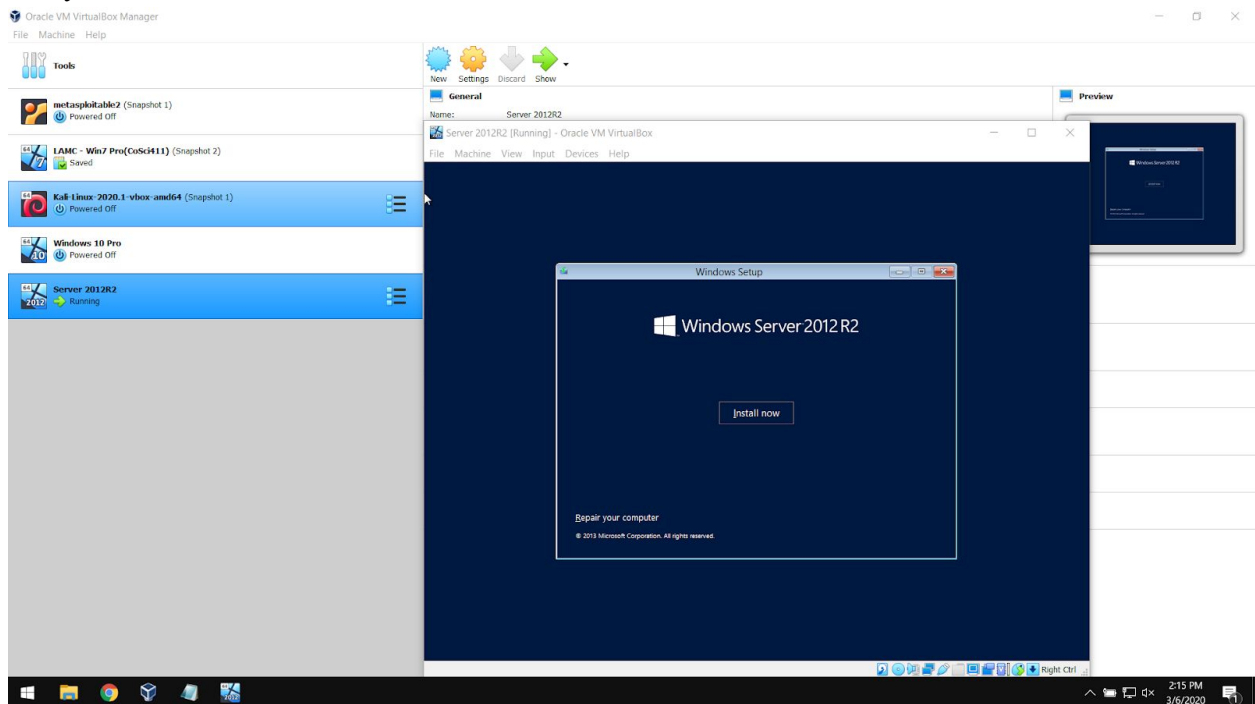 Oracle VM VirtualBox Manager
File Machine Help
Tools
New Settings Discard Show
metasploitable2 (Snapshot 1)
Powered Off
LAMC - Win7 Pro(CoSci411) (Snapshot 2)
Saved
Kali-Linux-2020.1-vbox-amd64 (Snapshot 1)
Powered Off
Windows 10 Pro
Powered Off
Server 2012R2
Running
General
Name: Server 2012R2
Preview
Server 2012R2 [Running] - Oracle VM VirtualBox
File Machine View Input Devices Help
Windows Setup
Windows Server 2012 R2
Install now
Repair your computer
© 2013 Microsoft Corporation. All rights reserved.
Right Ctrl
2:15 PM
3/6/2020